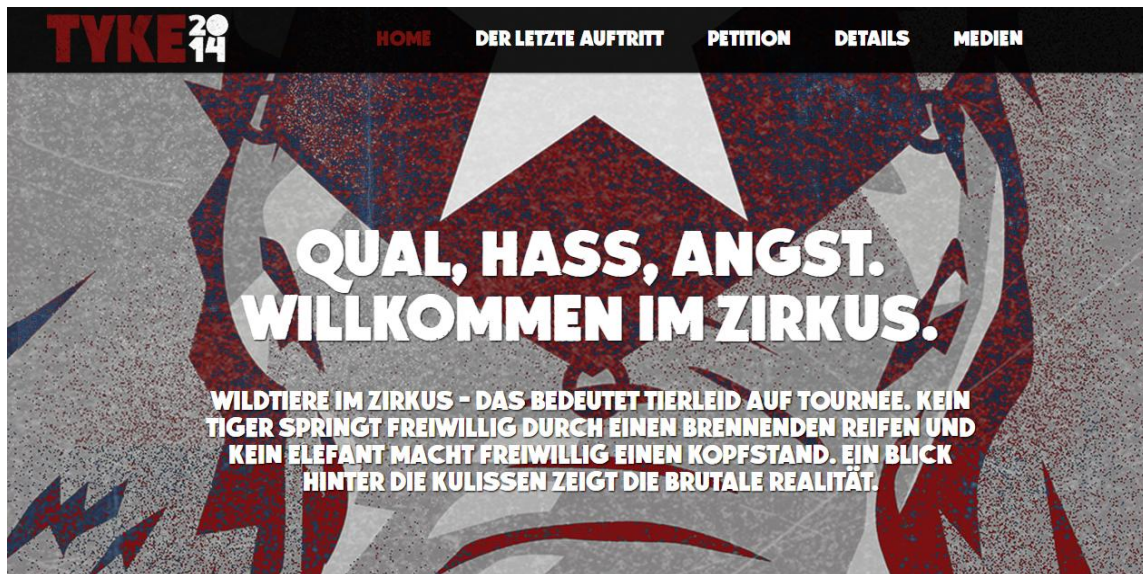 TYKE 2014
HOME DER LETZTE AUFTRITT PETITION DETAILS MEDIEN
QUAL, HASS, ANGST.
WILLKOMMEN IM ZIRKUS.
WILDTIERE IM ZIRKUS - DAS BEDEUTET TIERLEID AUF TOURNEE. KEIN
TIGER SPRINGT FREIWILLIG DURCH EINEN BRENNENDEN REIFEN UND
KEIN ELEFANT MACHT FREIWILLIG EINEN KOPFSTAND. EIN BLICK
HINTER DIE KULISSEN ZEIGT DIE BRUTALE REALITÄT.